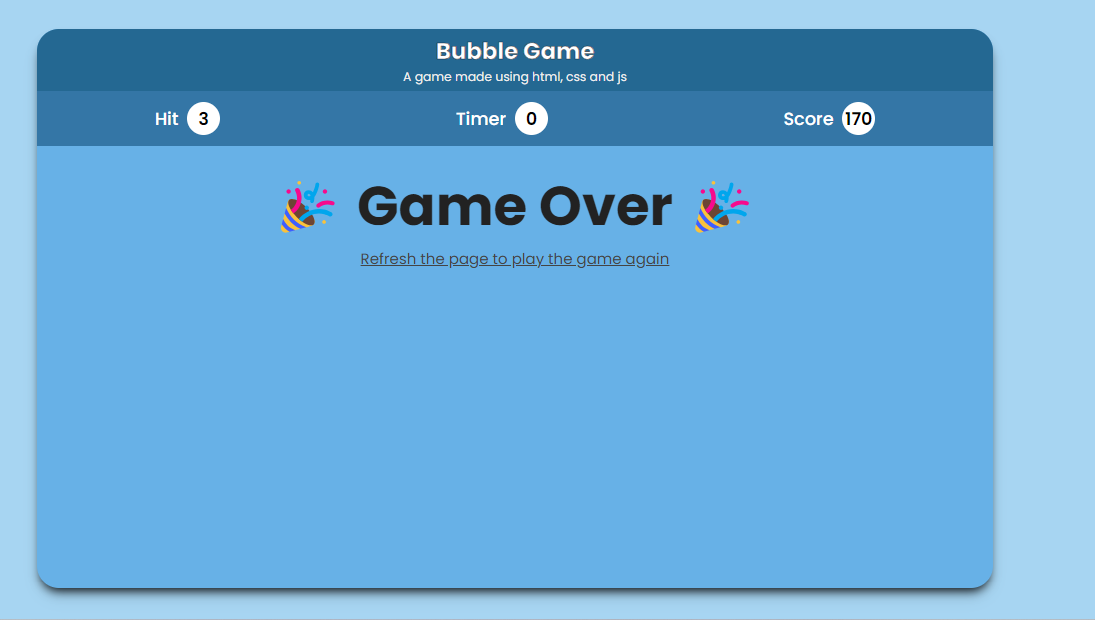 Bubble Game
A game made using html, css and js
Hit 3 Timer 0 Score 170
🎉 Game Over 🎉
Refresh the page to play the game again